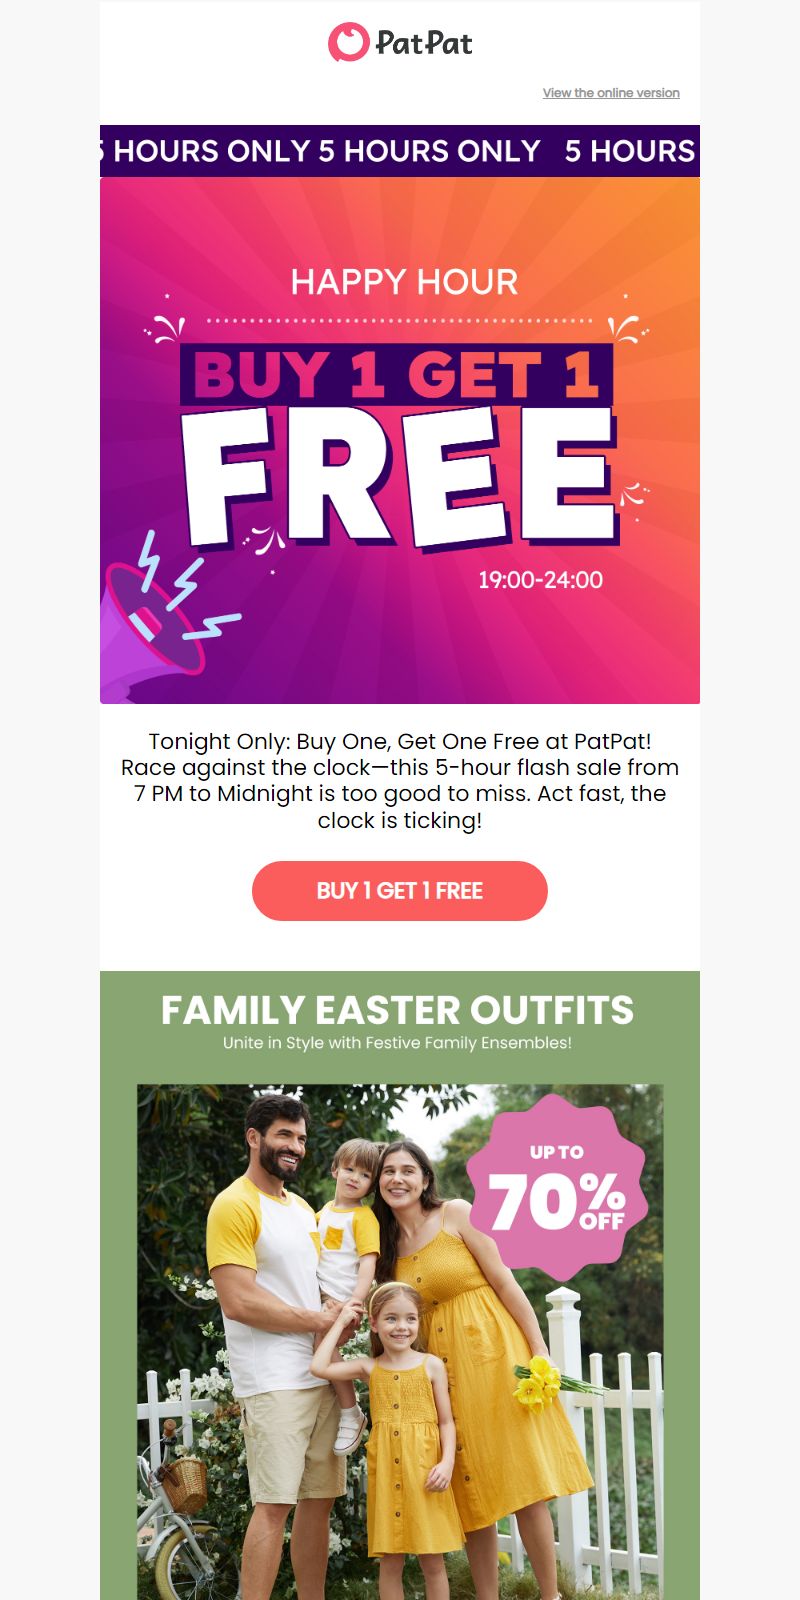 PatPat
View the online version
5 HOURS ONLY 5 HOURS ONLY 5 HOURS
HAPPY HOUR
BUY 1 GET 1
FREE
19:00-24:00
Tonight Only: Buy One, Get One Free at PatPat!
Race against the clock—this 5-hour flash sale from
7 PM to Midnight is too good to miss. Act fast, the
clock is ticking!
BUY 1 GET 1 FREE
FAMILY EASTER OUTFITS
Unite in Style with Festive Family Ensembles!
UP TO
70%
OFF